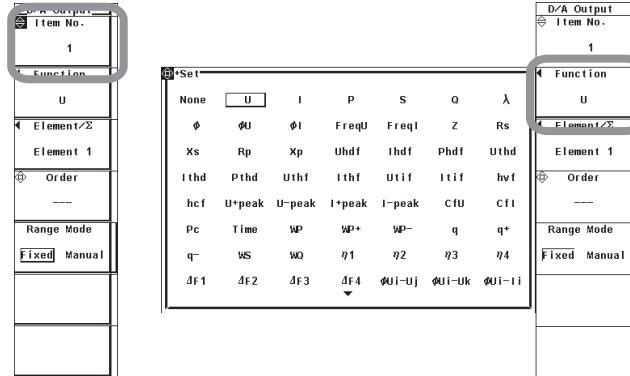 D/A Output
Item No.
1
Function
U
Element/Σ
Element 1
Order
---
Range Mode
Fixed Manual
+Set
None U I P S Q λ
ϕ ϕU ϕI FreqU FreqI Z Rs
Xs Rp Xp Uhdf Ihdf Phdf Uthd
Ithd Pthd Uthf Ithf Utif Itif hvf
hcf U+peak U-peak I+peak I-peak CfU CfI
Pc Time WP WP+ WP- q q+
q- WS WQ η1 η2 η3 η4
ΔF1 ΔF2 ΔF3 ΔF4 ϕUi-Uj ϕUi-Uk ϕUi-Ii
D/A Output
Item No.
1
Function
U
Element/Σ
Element 1
Order
---
Range Mode
Fixed Manual